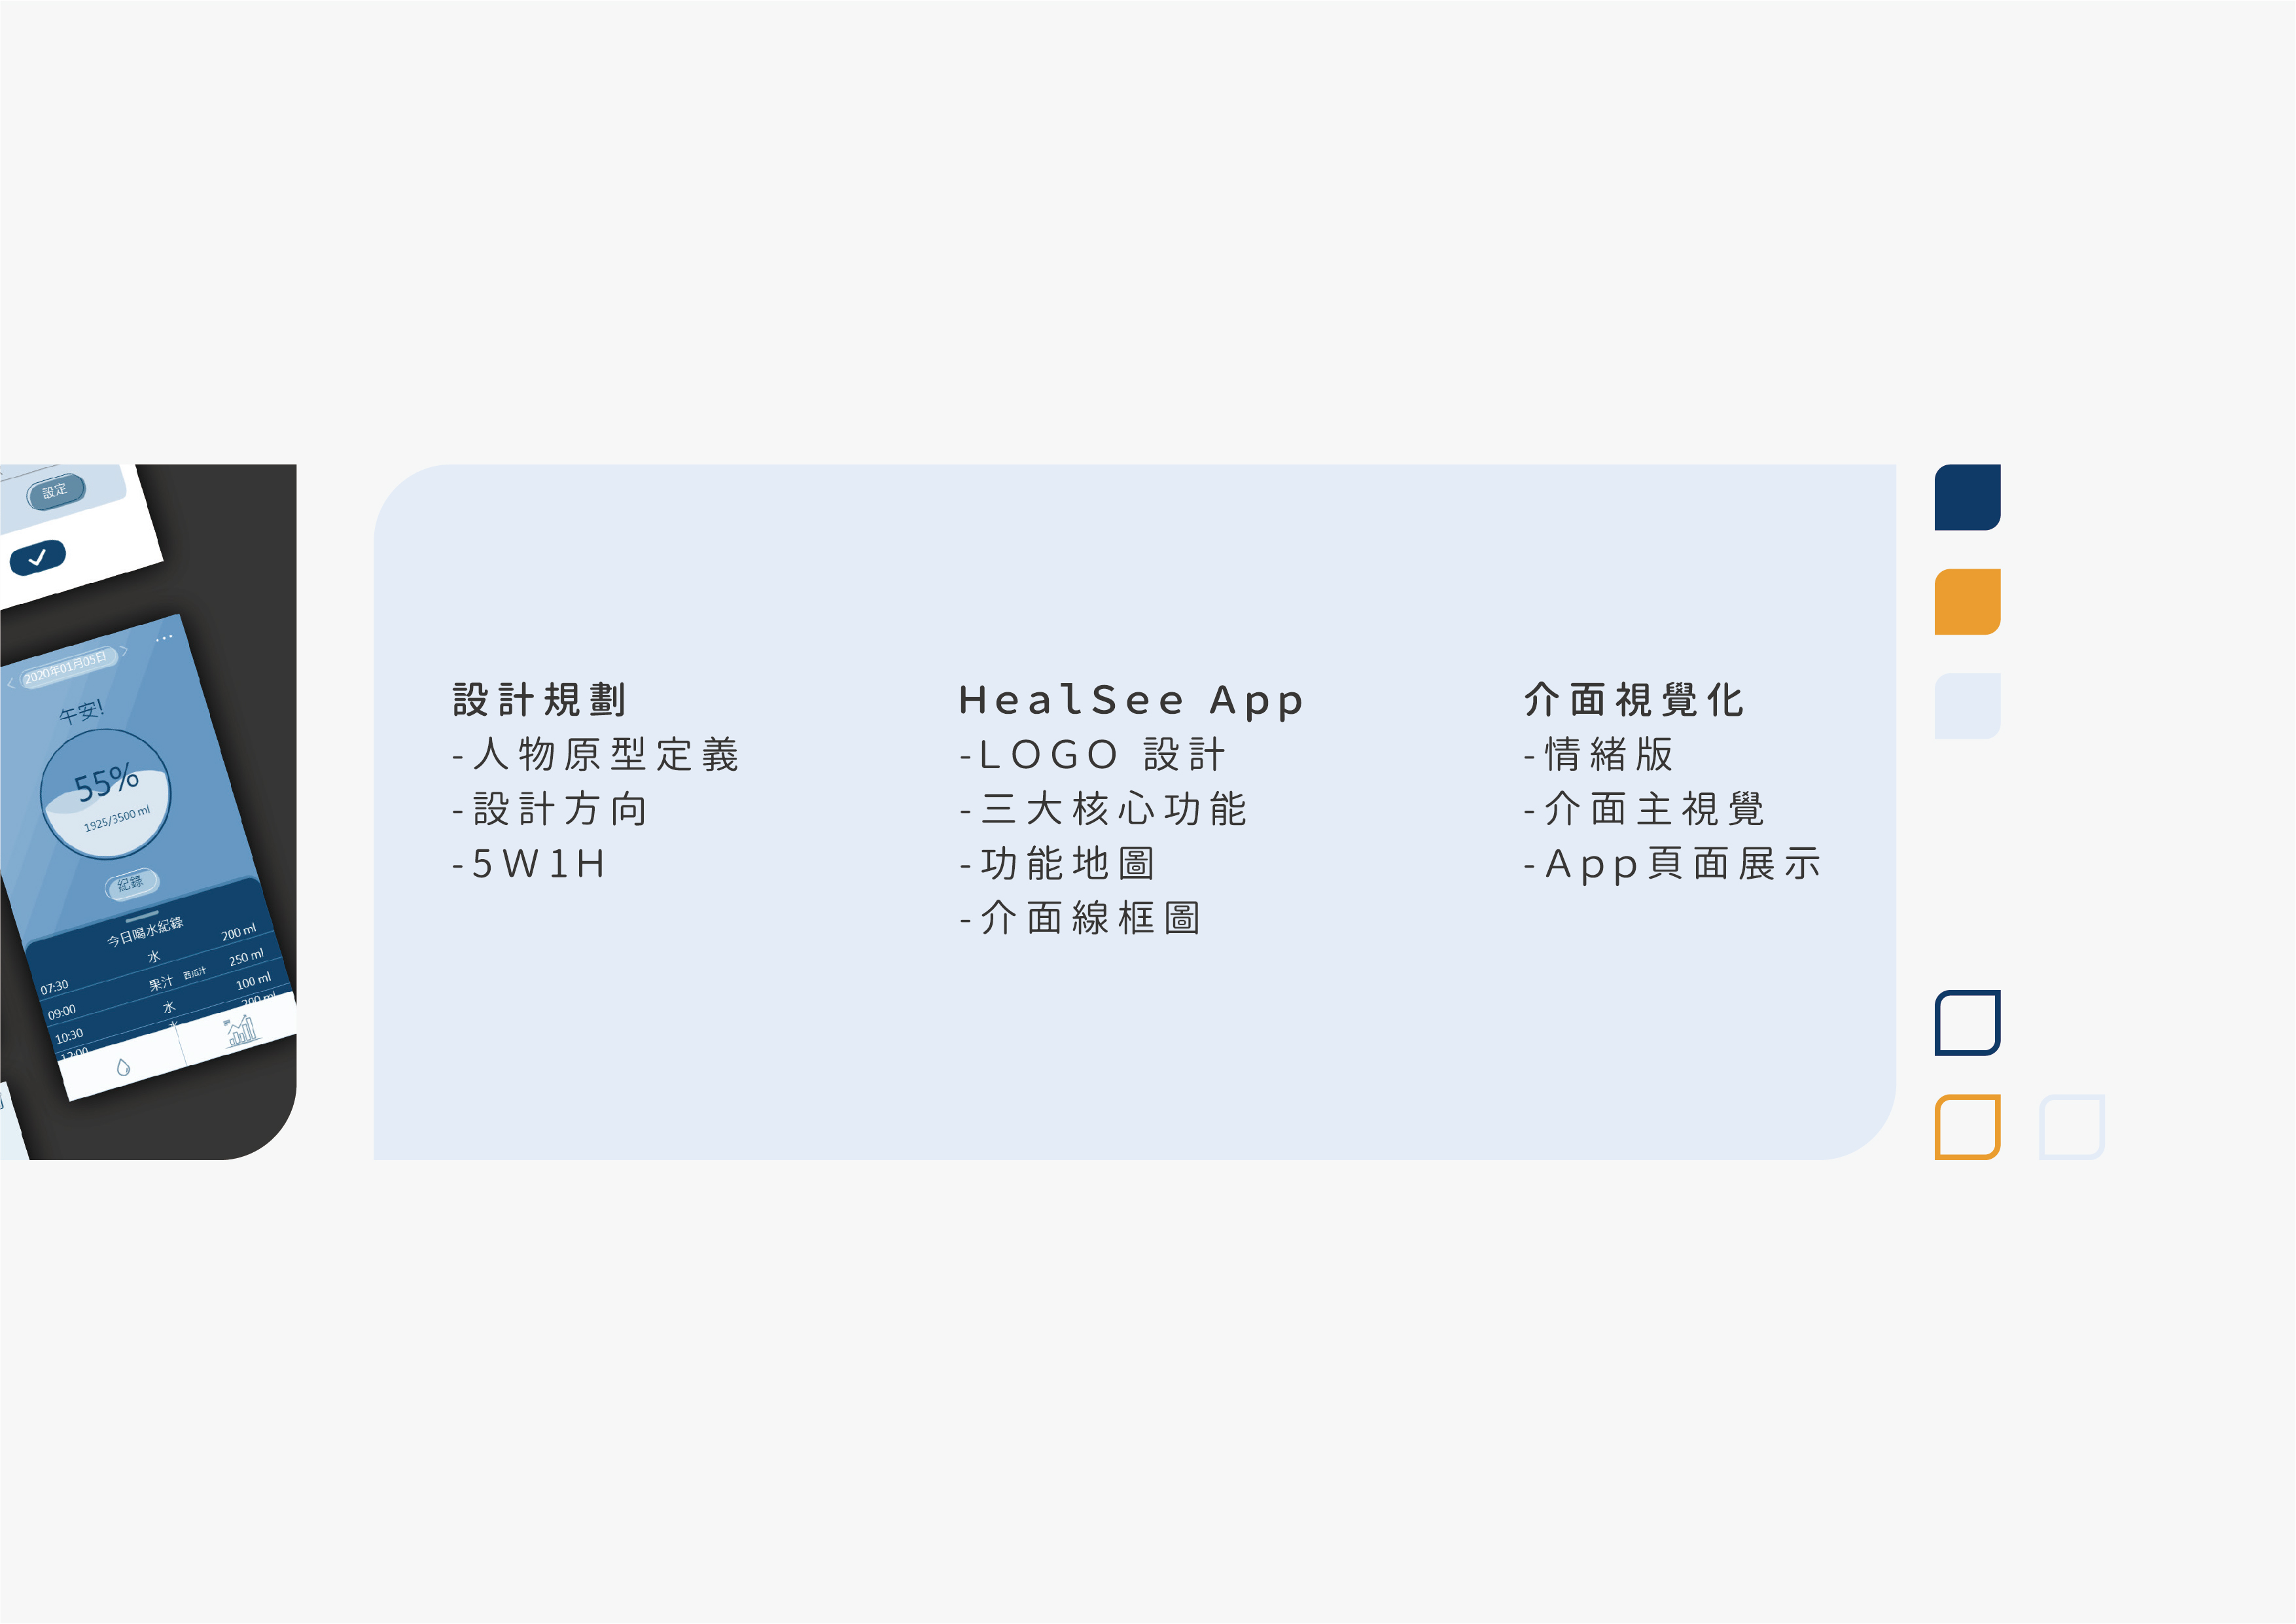 設定
2020年01月05日
午安!
55%
1925/3500 ml
紀錄
今日喝水紀錄
07:30 水 200 ml
09:00 果汁 西瓜汁 250 ml
10:30 水 100 ml
12:00 水 200 ml
設計規劃
-人物原型定義
-設計方向
-5W1H
HealSee App
-LOGO 設計
-三大核心功能
-功能地圖
-介面線框圖
介面視覺化
-情緒版
-介面主視覺
-App頁面展示